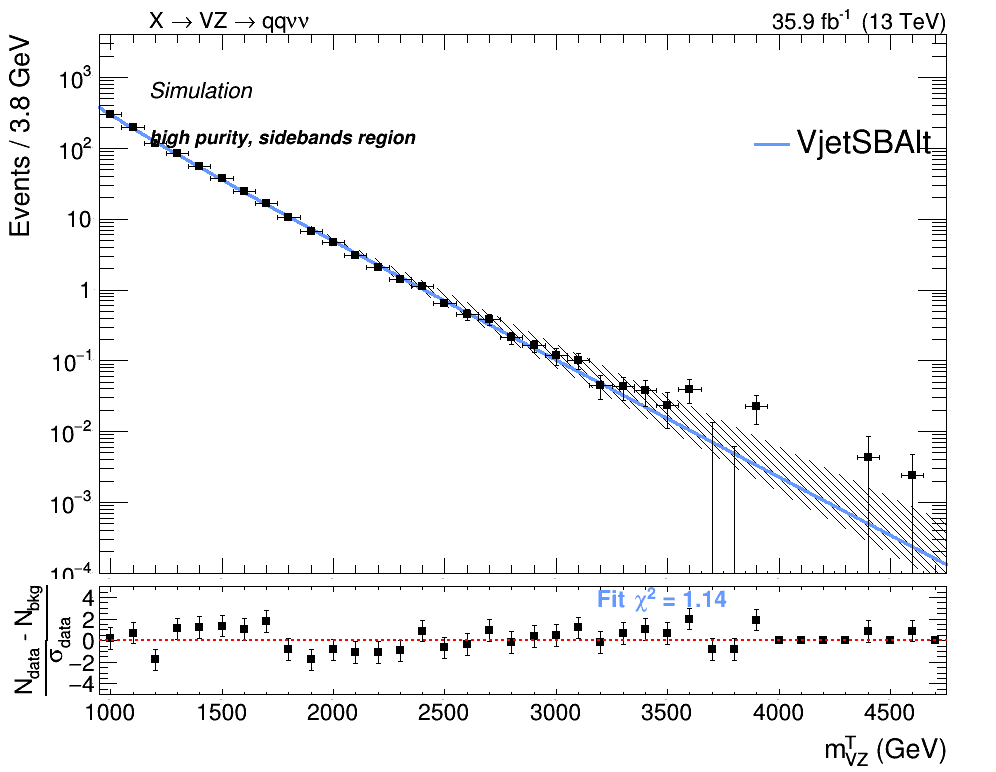 X → VZ → qqνν
35.9 fb⁻¹ (13 TeV)
Events / 3.8 GeV
Simulation
high purity, sidebands region
VjetSBAlt
10³
10²
10
1
10⁻¹
10⁻²
10⁻³
10⁻⁴
N_data - N_bkg
σ_data
Fit χ² = 1.14
4
2
0
−2
−4
1000 1500 2000 2500 3000 3500 4000 4500
m^T_VZ (GeV)